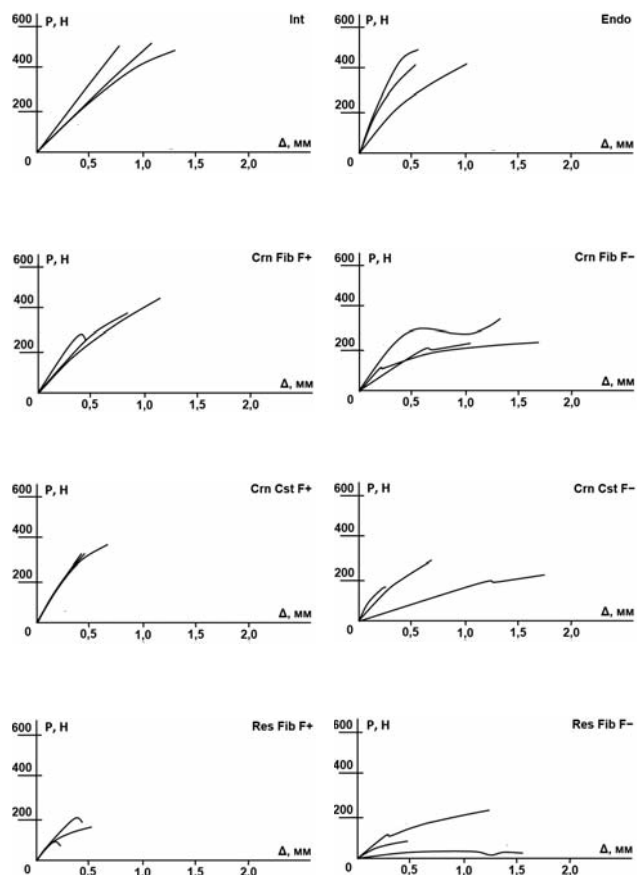 600 P, H Int
400
200
0 0,5 1,0 1,5 2,0 Δ, мм
600 P, H Endo
400
200
0 0,5 1,0 1,5 2,0 Δ, мм
600 P, H Crn Fib F+
400
200
0 0,5 1,0 1,5 2,0 Δ, мм
600 P, H Crn Fib F−
400
200
0 0,5 1,0 1,5 2,0 Δ, мм
600 P, H Crn Cst F+
400
200
0 0,5 1,0 1,5 2,0 Δ, мм
600 P, H Crn Cst F−
400
200
0 0,5 1,0 1,5 2,0 Δ, мм
600 P, H Res Fib F+
400
200
0 0,5 1,0 1,5 2,0 Δ, мм
600 P, H Res Fib F−
400
200
0 0,5 1,0 1,5 2,0 Δ, мм